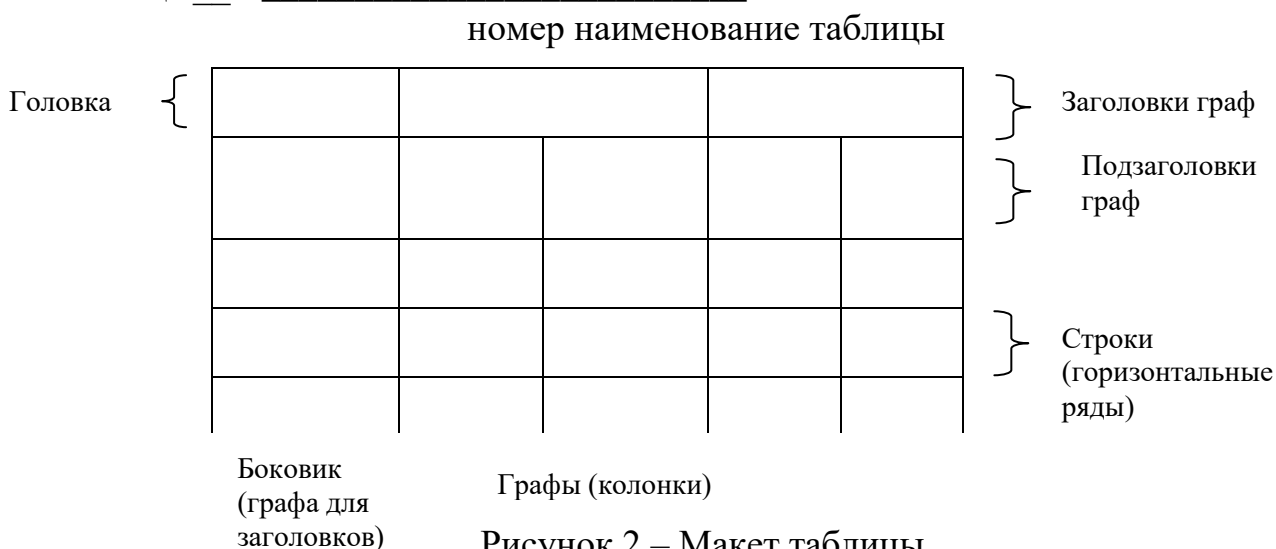 номер наименование таблицы
Головка
Заголовки граф
Подзаголовки
граф
Строки
(горизонтальные
ряды)
Боковик
(графа для
заголовков)
Графы (колонки)
Рисунок 2 – Макет таблицы